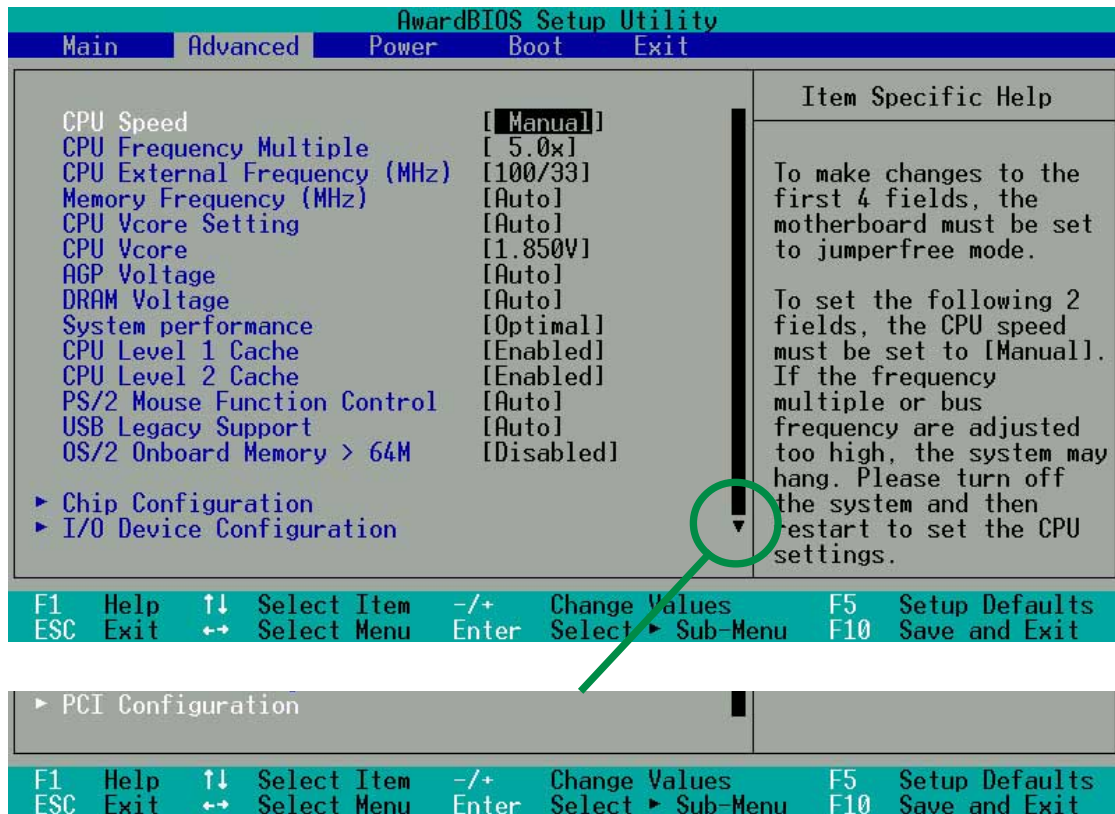 AwardBIOS Setup Utility
Main Advanced Power Boot Exit
CPU Speed [ Manual]
CPU Frequency Multiple [ 5.0x]
CPU External Frequency (MHz) [100/33]
Memory Frequency (MHz) [Auto]
CPU Vcore Setting [Auto]
CPU Vcore [1.850V]
AGP Voltage [Auto]
DRAM Voltage [Auto]
System performance [Optimal]
CPU Level 1 Cache [Enabled]
CPU Level 2 Cache [Enabled]
PS/2 Mouse Function Control [Auto]
USB Legacy Support [Auto]
OS/2 Onboard Memory > 64M [Disabled]
► Chip Configuration
► I/O Device Configuration
Item Specific Help
To make changes to the
first 4 fields, the
motherboard must be set
to jumperfree mode.
To set the following 2
fields, the CPU speed
must be set to [Manual].
If the frequency
multiple or bus
frequency are adjusted
too high, the system may
hang. Please turn off
the system and then
restart to set the CPU
settings.
F1 Help ↑↓ Select Item -/+ Change Values F5 Setup Defaults
ESC Exit ←→ Select Menu Enter Select ► Sub-Menu F10 Save and Exit
► PCI Configuration
F1 Help ↑↓ Select Item -/+ Change Values F5 Setup Defaults
ESC Exit ←→ Select Menu Enter Select ► Sub-Menu F10 Save and Exit